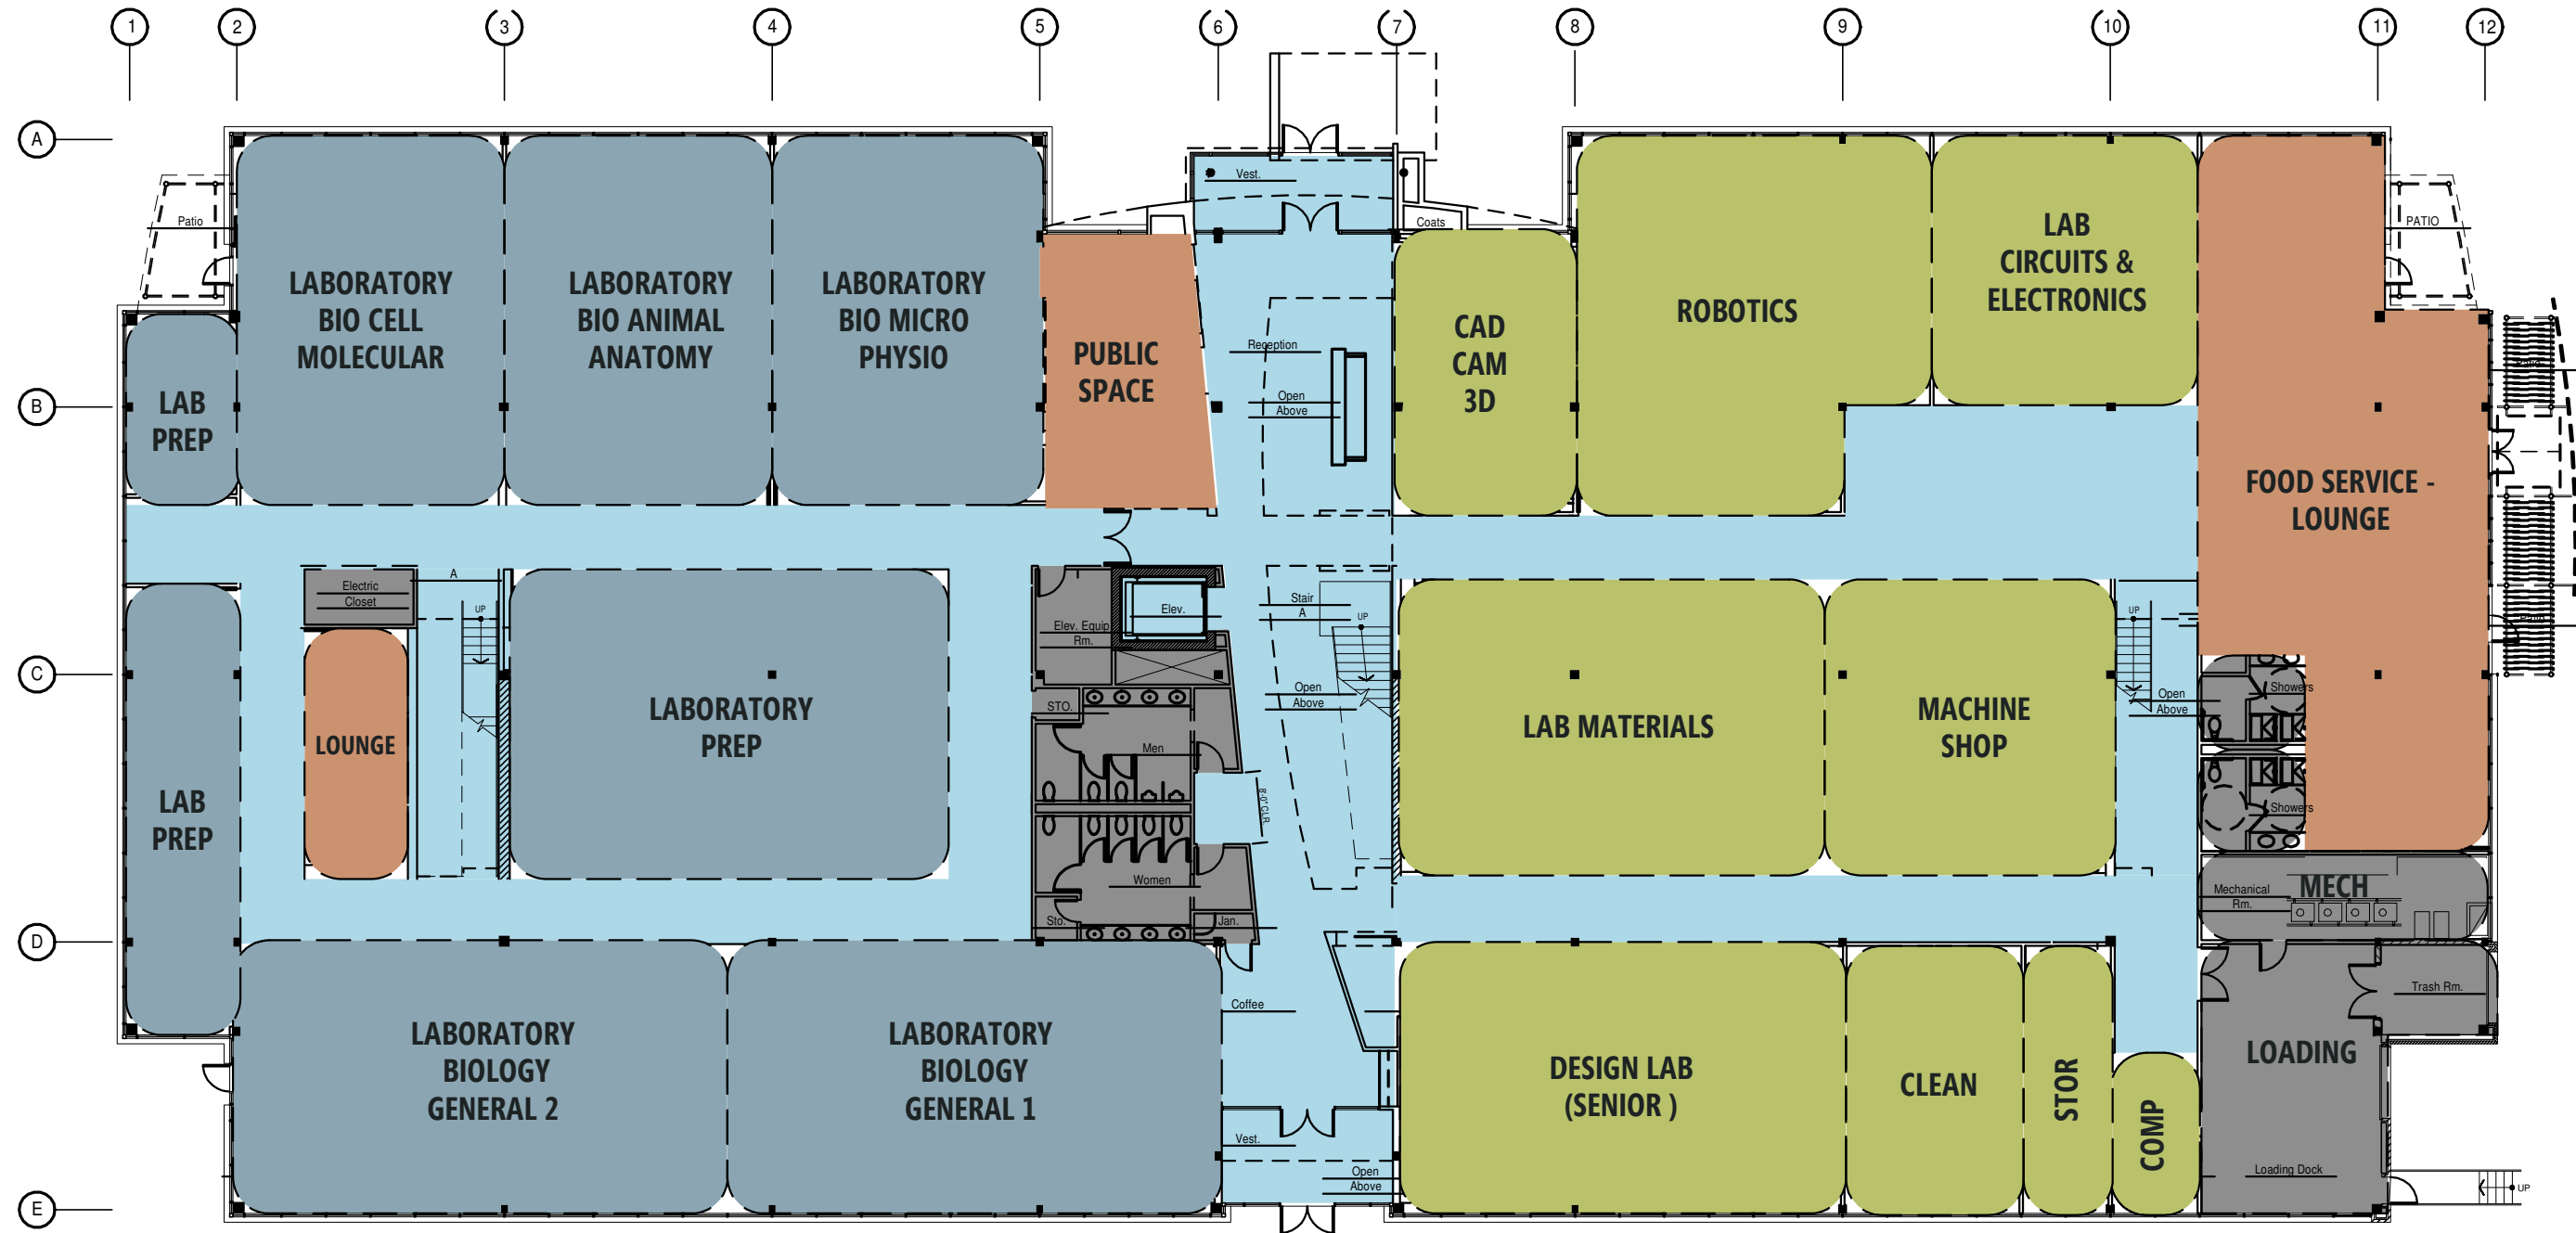 1 2 3 4 5 6 7 8 9 10 11 12
A
Vest.
Patio
Coats
PATIO
LABORATORY
BIO CELL
MOLECULAR
LABORATORY
BIO ANIMAL
ANATOMY
LABORATORY
BIO MICRO
PHYSIO
PUBLIC
SPACE
Reception
Open
Above
CAD
CAM
3D
ROBOTICS
LAB
CIRCUITS &
ELECTRONICS
B
LAB
PREP
FOOD SERVICE -
LOUNGE
Electric
Closet
A
UP
Elev.
Elev. Equip
Rm.
Stair
A
UP
UP
C
LABORATORY
PREP
LOUNGE
STO.
Men
Open
Above
LAB MATERIALS
MACHINE
SHOP
Open
Above
Showers
Showers
LAB
PREP
8'-0" CLR.
Women
Sto.
Jan.
MECH
Mechanical
Rm.
D
Coffee
Trash Rm.
LABORATORY
BIOLOGY
GENERAL 2
LABORATORY
BIOLOGY
GENERAL 1
DESIGN LAB
(SENIOR )
CLEAN
STOR
COMP
LOADING
Vest.
Open
Above
Loading Dock
UP
E